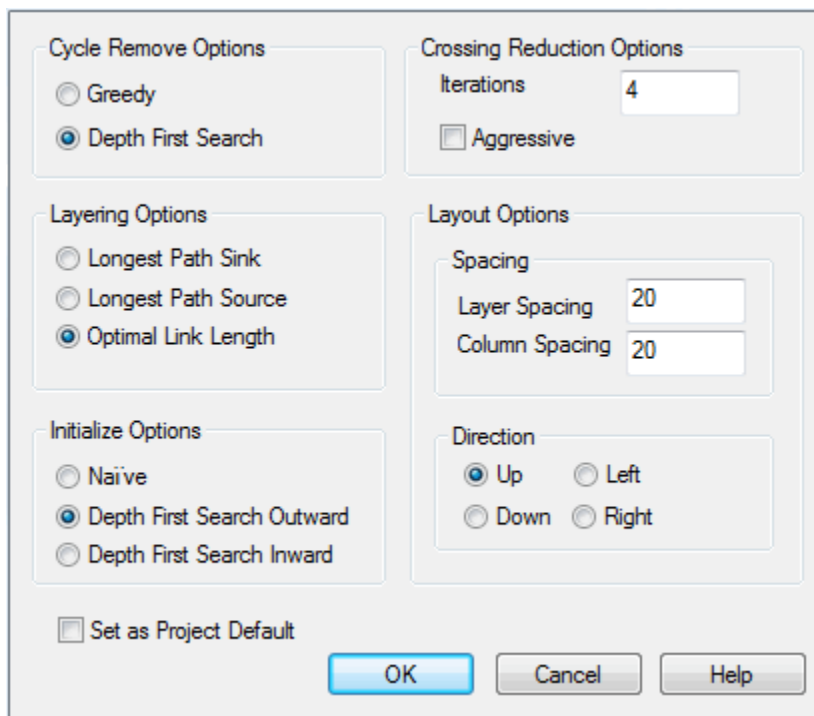 Cycle Remove Options
Greedy
Depth First Search
Crossing Reduction Options
Iterations 4
Aggressive
Layering Options
Longest Path Sink
Longest Path Source
Optimal Link Length
Layout Options
Spacing
Layer Spacing 20
Column Spacing 20
Initialize Options
Naïve
Depth First Search Outward
Depth First Search Inward
Direction
Up Left
Down Right
Set as Project Default
OK Cancel Help